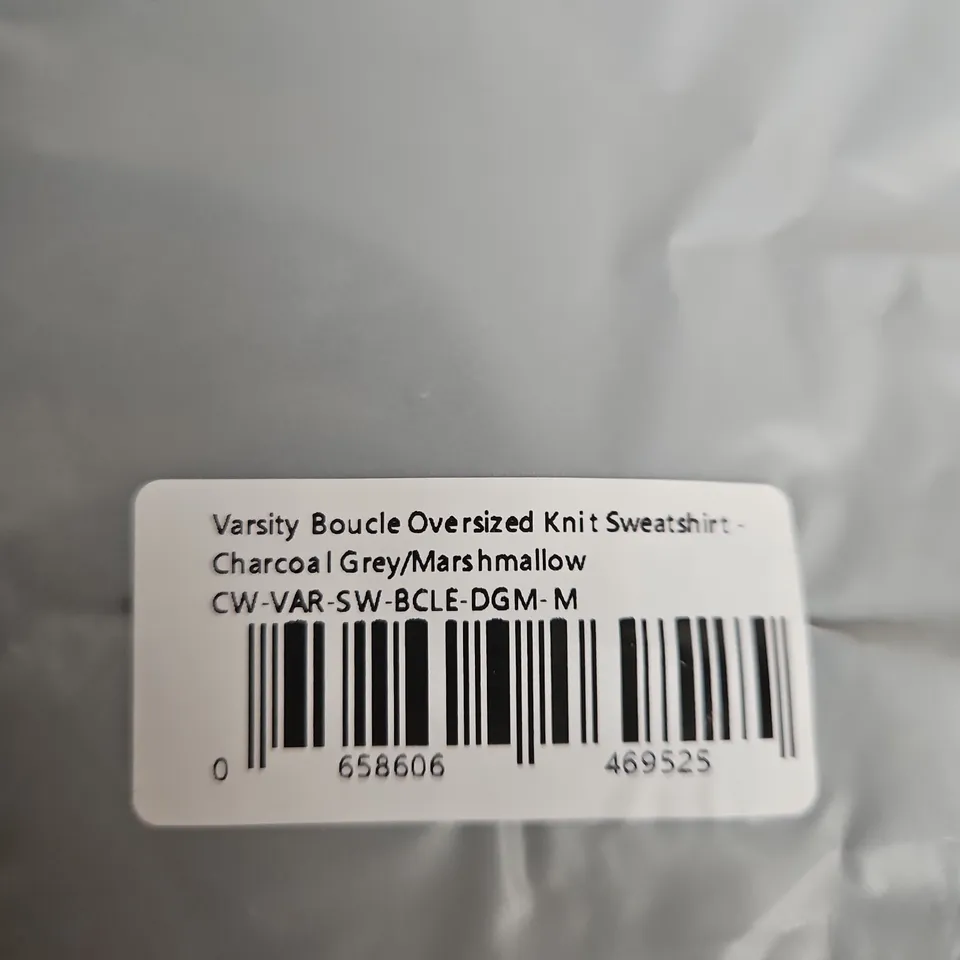 Varsity Boucle Oversized Knit Sweatshirt -
Charcoal Grey/Marshmallow
CW-VAR-SW-BCLE-DGM-M
0 658606 469525